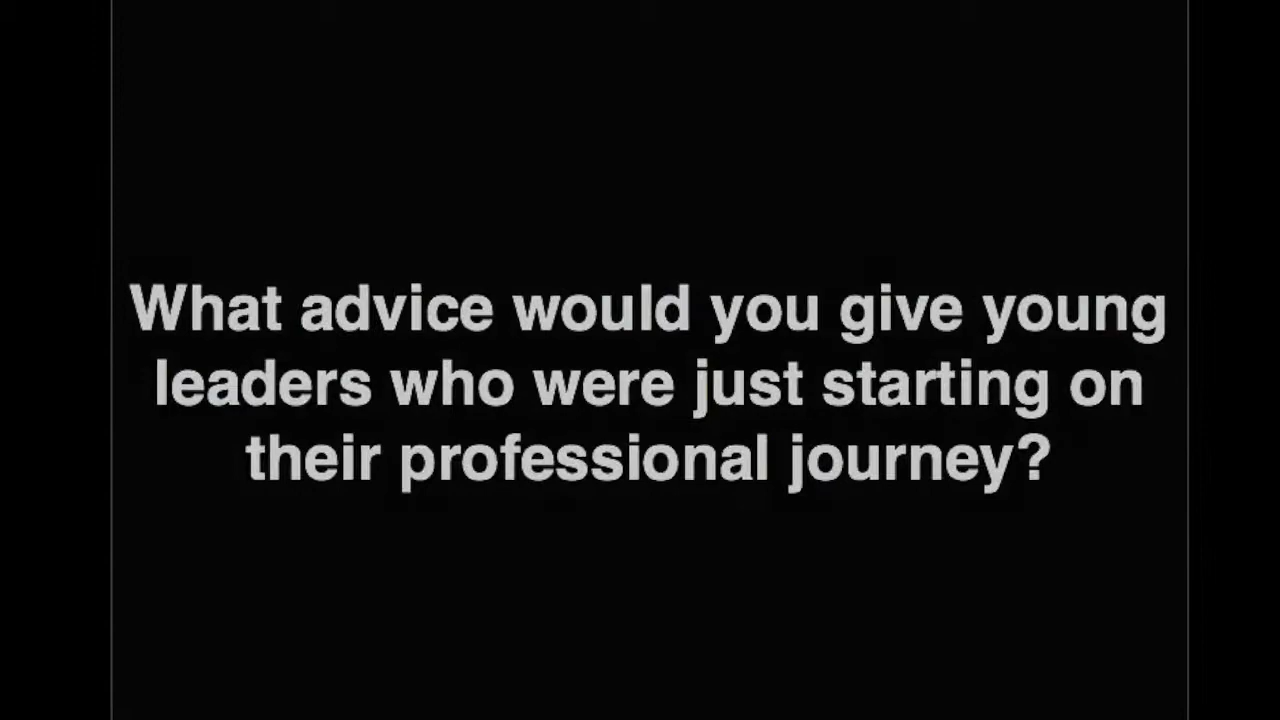 What advice would you give young
leaders who were just starting on
their professional journey?